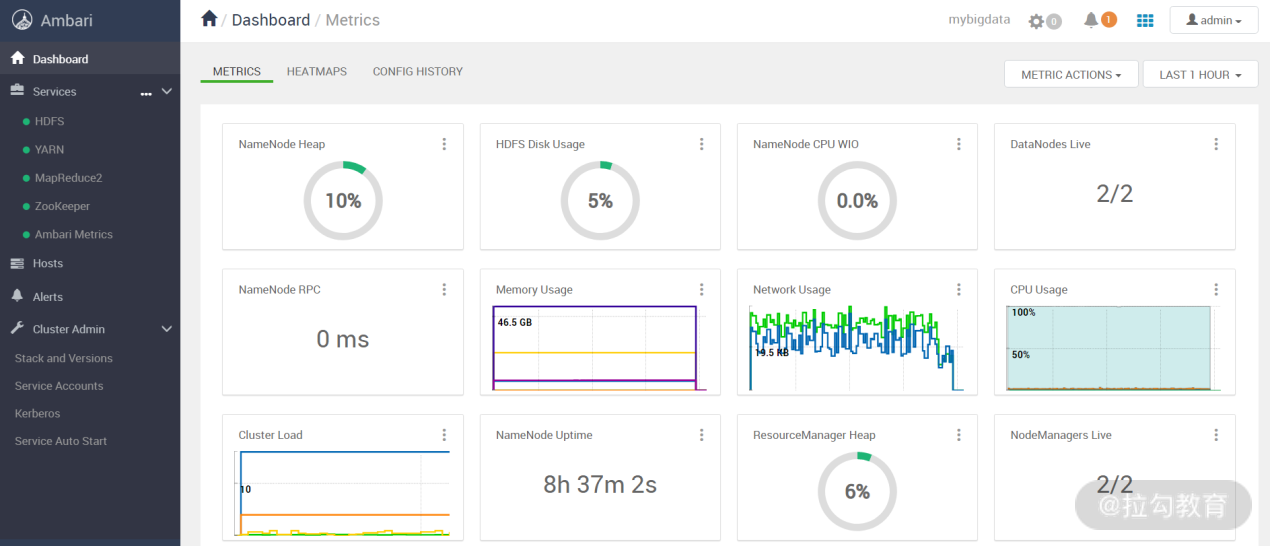 Ambari
Dashboard / Metrics
mybigdata
0
1
admin
Dashboard
Services
HDFS
YARN
MapReduce2
ZooKeeper
Ambari Metrics
Hosts
Alerts
Cluster Admin
Stack and Versions
Service Accounts
Kerberos
Service Auto Start
METRICS
HEATMAPS
CONFIG HISTORY
METRIC ACTIONS
LAST 1 HOUR
NameNode Heap
10%
HDFS Disk Usage
5%
NameNode CPU WIO
0.0%
DataNodes Live
2/2
NameNode RPC
0 ms
Memory Usage
46.5 GB
Network Usage
19.5 KB
CPU Usage
100%
50%
Cluster Load
10
NameNode Uptime
8h 37m 2s
ResourceManager Heap
6%
NodeManagers Live
2/2
@拉勾教育